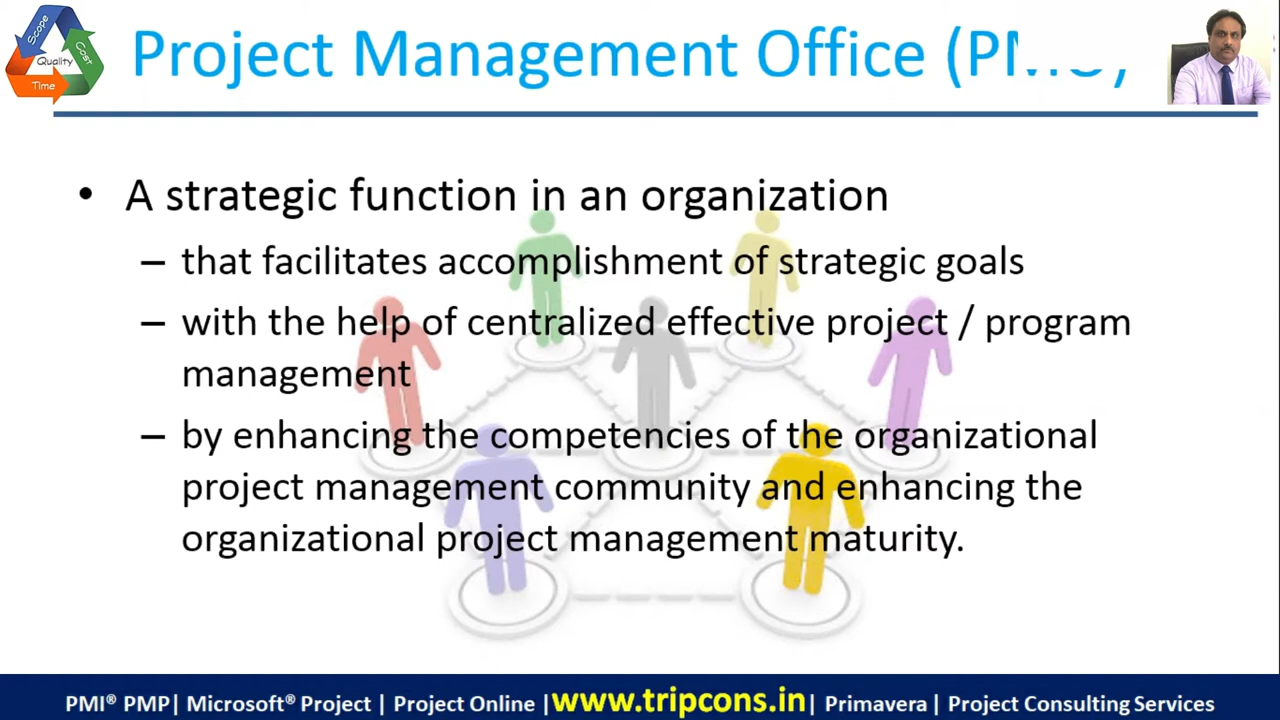 Scope
Cost
Quality
Time
Project Management Office (PMO)
• A strategic function in an organization
– that facilitates accomplishment of strategic goals
– with the help of centralized effective project / program
management
– by enhancing the competencies of the organizational
project management community and enhancing the
organizational project management maturity.
PMI® PMP| Microsoft® Project | Project Online |www.tripcons.in| Primavera | Project Consulting Services